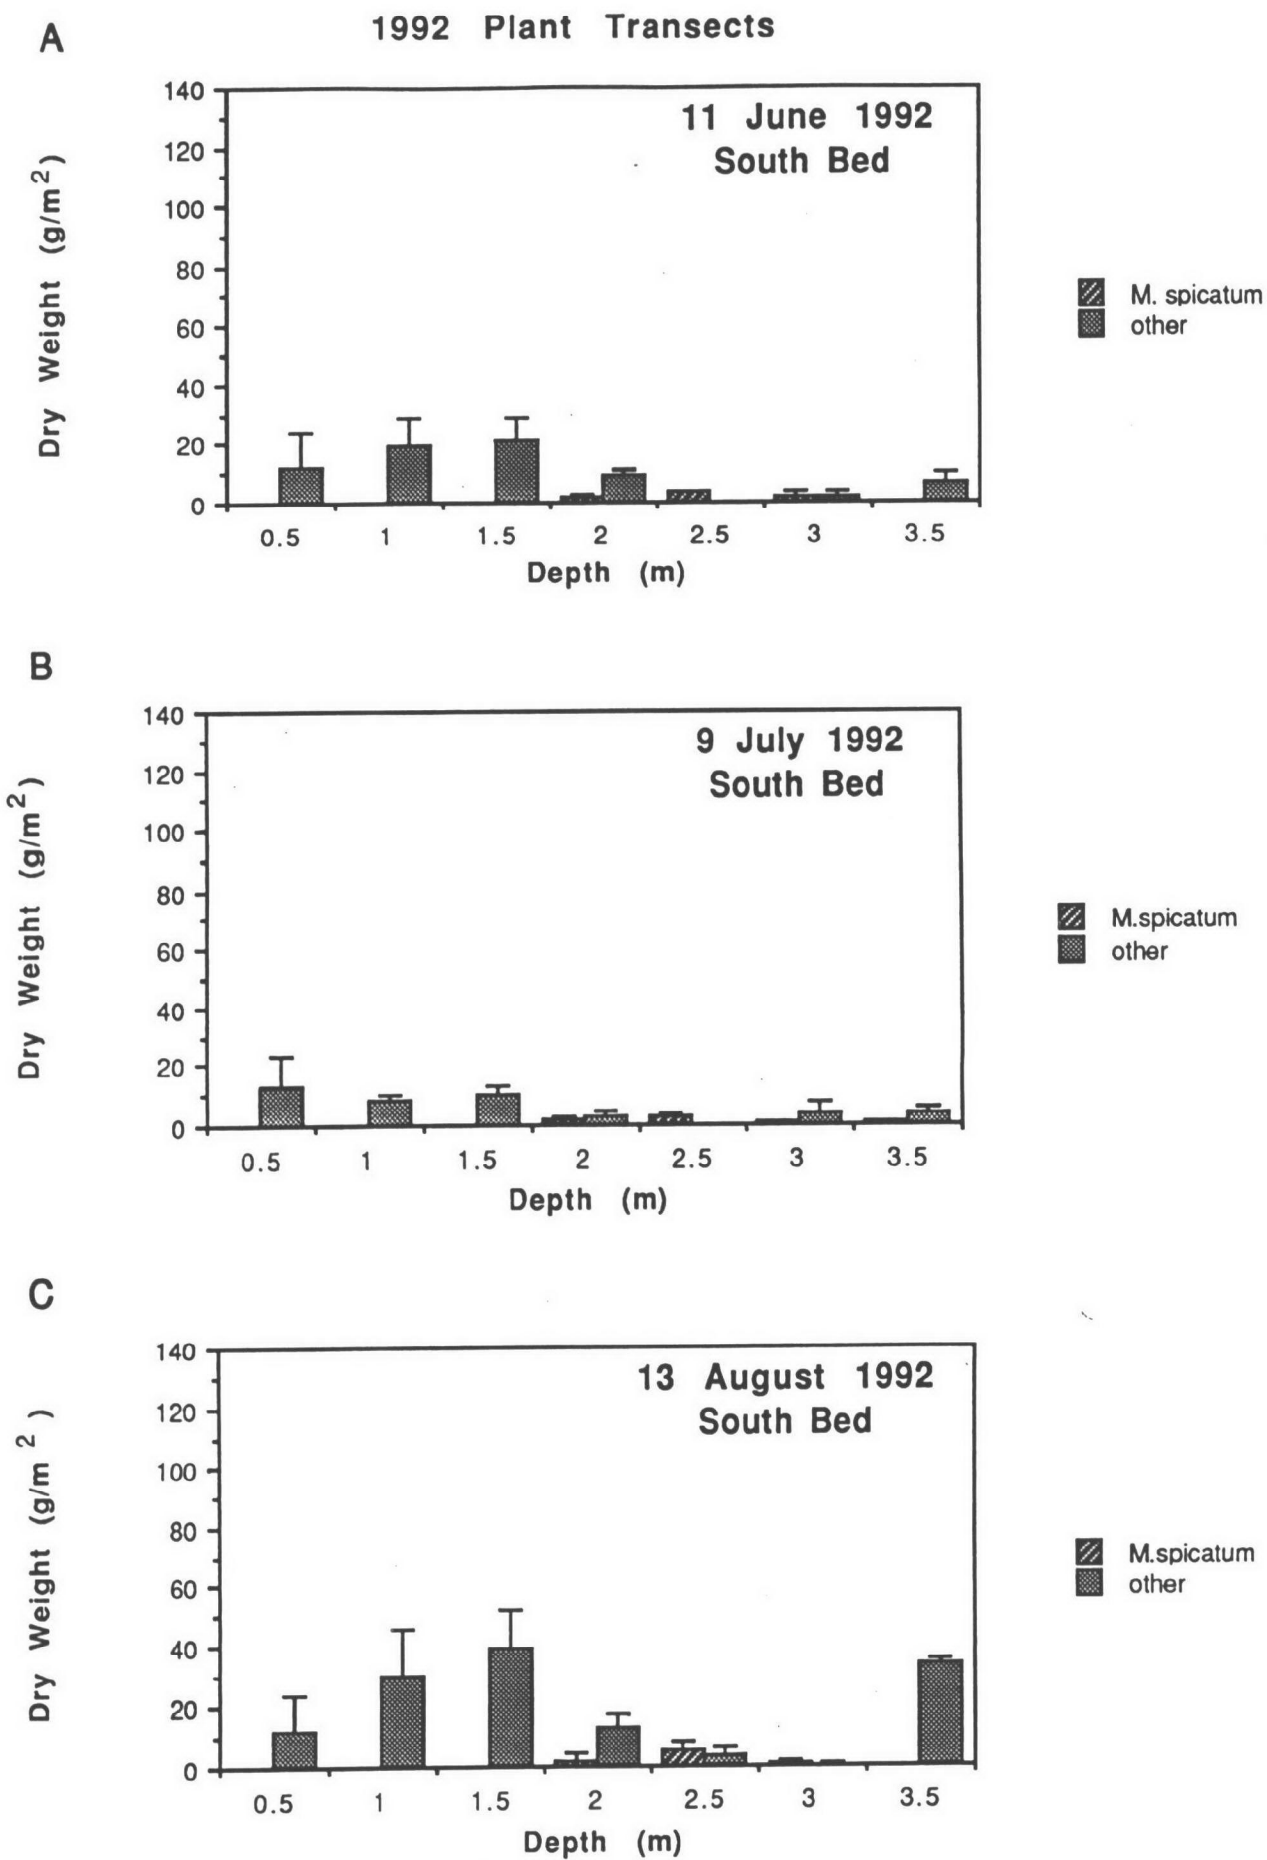 A
1992 Plant Transects
11 June 1992
South Bed
140
120
100
80
60
40
20
0
Dry Weight (g/m2)
0.5 1 1.5 2 2.5 3 3.5
Depth (m)
M. spicatum
other
B
9 July 1992
South Bed
140
120
100
80
60
40
20
0
Dry Weight (g/m2)
0.5 1 1.5 2 2.5 3 3.5
Depth (m)
M.spicatum
other
C
13 August 1992
South Bed
140
120
100
80
60
40
20
0
Dry Weight (g/m 2 )
0.5 1 1.5 2 2.5 3 3.5
Depth (m)
M.spicatum
other